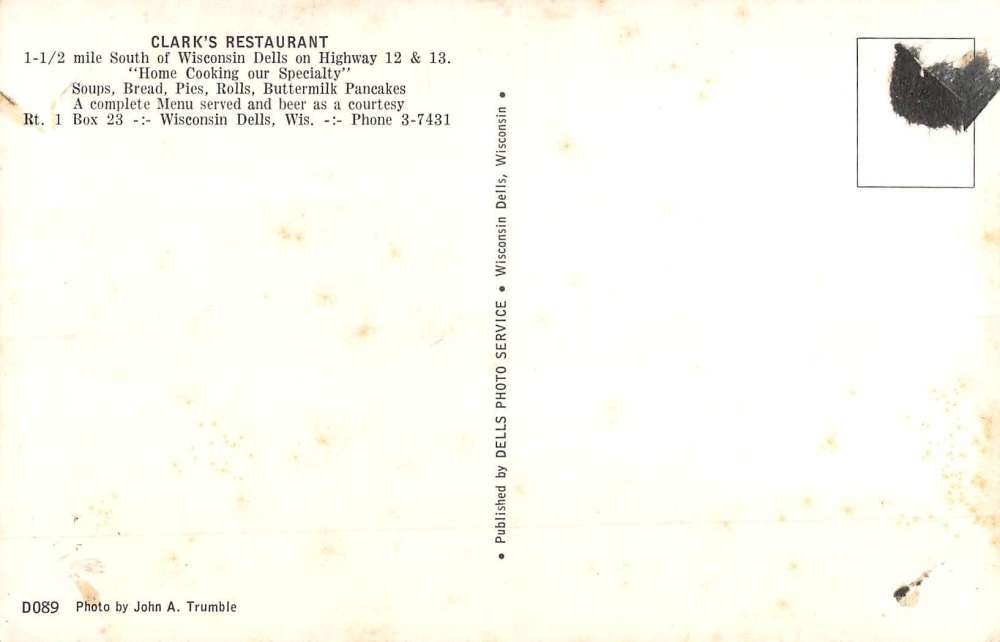 CLARK'S RESTAURANT
1-1/2 mile South of Wisconsin Dells on Highway 12 & 13.
"Home Cooking our Specialty"
Soups, Bread, Pies, Rolls, Buttermilk Pancakes
A complete Menu served and beer as a courtesy
Rt. 1 Box 23 -:- Wisconsin Dells, Wis. -:- Phone 3-7431
• Published by DELLS PHOTO SERVICE • Wisconsin Dells, Wisconsin •
D089 Photo by John A. Trumble